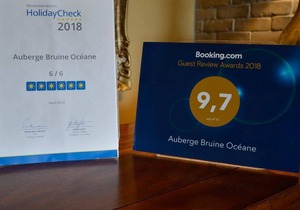 HolidayCheck
2018
Auberge Bruine Océane
6 / 6
Booking.com
Guest Review Awards 2018
9,7
Auberge Bruine Océane